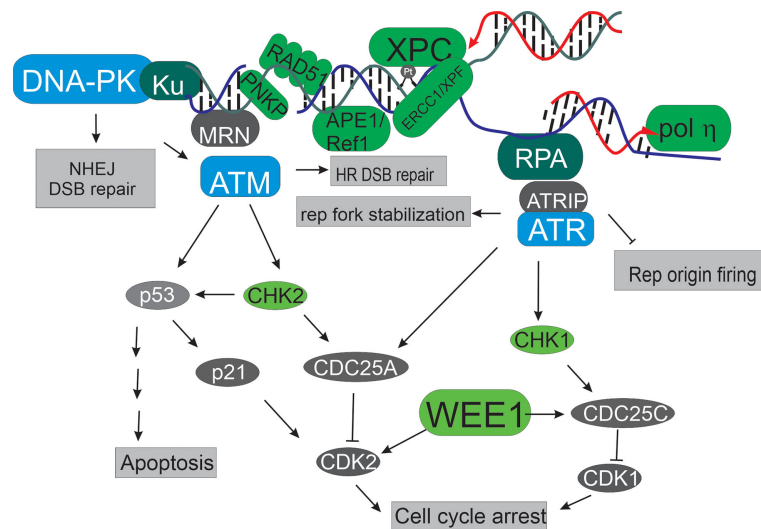 XPC
Pt
RAD51
DNA-PK
Ku
PNKP
ERCC1/XPF
APE1/
Ref1
MRN
pol η
RPA
NHEJ
DSB repair
ATM
HR DSB repair
ATRIP
rep fork stabilization
ATR
Rep origin firing
p53
CHK2
CHK1
p21
CDC25A
WEE1
CDC25C
Apoptosis
CDK2
CDK1
Cell cycle arrest